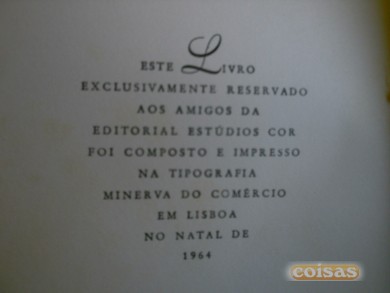 ESTE LIVRO
EXCLUSIVAMENTE RESERVADO
AOS AMIGOS DA
EDITORIAL ESTÚDIOS COR
FOI COMPOSTO E IMPRESSO
NA TIPOGRAFIA
MINERVA DO COMÉRCIO
EM LISBOA
NO NATAL DE
1964
coisas